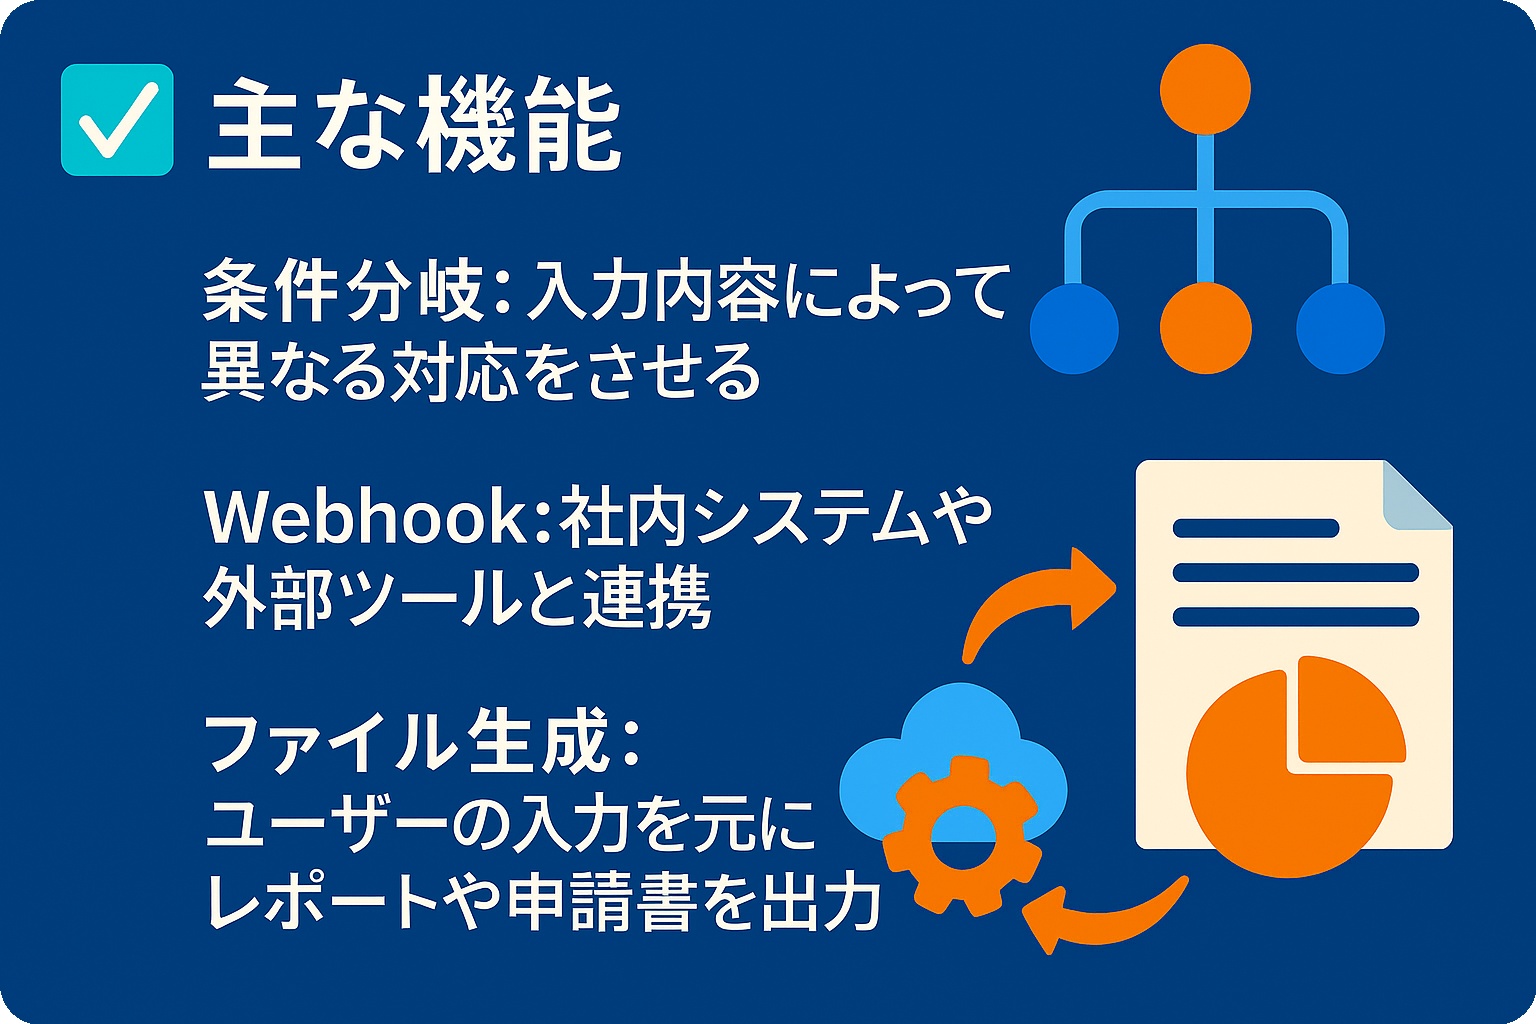 主な機能
条件分岐：入力内容によって
異なる対応をさせる
Webhook：社内システムや
外部ツールと連携
ファイル生成：
ユーザーの入力を元に
レポートや申請書を出力